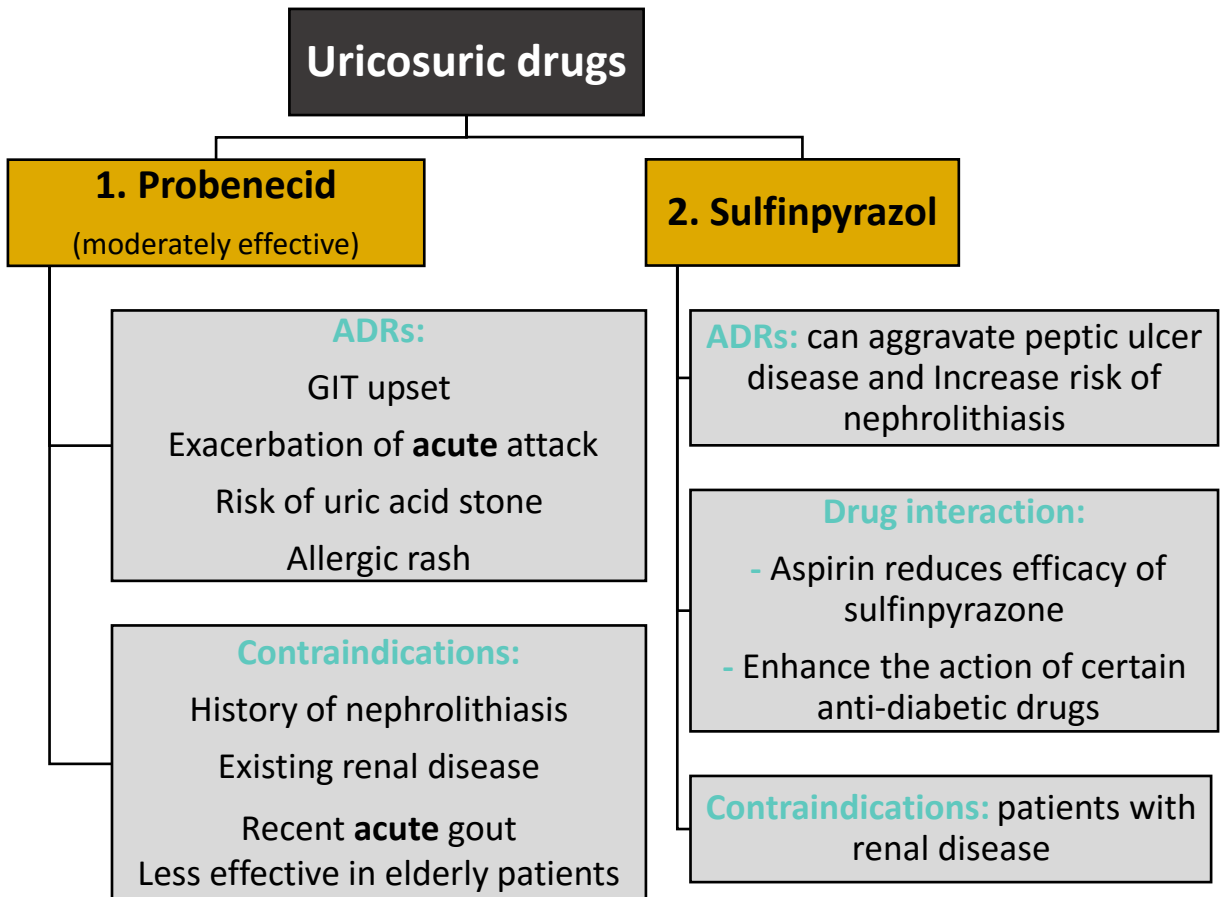 Uricosuric drugs
1. Probenecid
(moderately effective)
ADRs:
GIT upset
Exacerbation of acute attack
Risk of uric acid stone
Allergic rash
Contraindications:
History of nephrolithiasis
Existing renal disease
Recent acute gout
Less effective in elderly patients
2. Sulfinpyrazol
ADRs: can aggravate peptic ulcer
disease and Increase risk of
nephrolithiasis
Drug interaction:
- Aspirin reduces efficacy of
sulfinpyrazone
- Enhance the action of certain
anti-diabetic drugs
Contraindications: patients with
renal disease